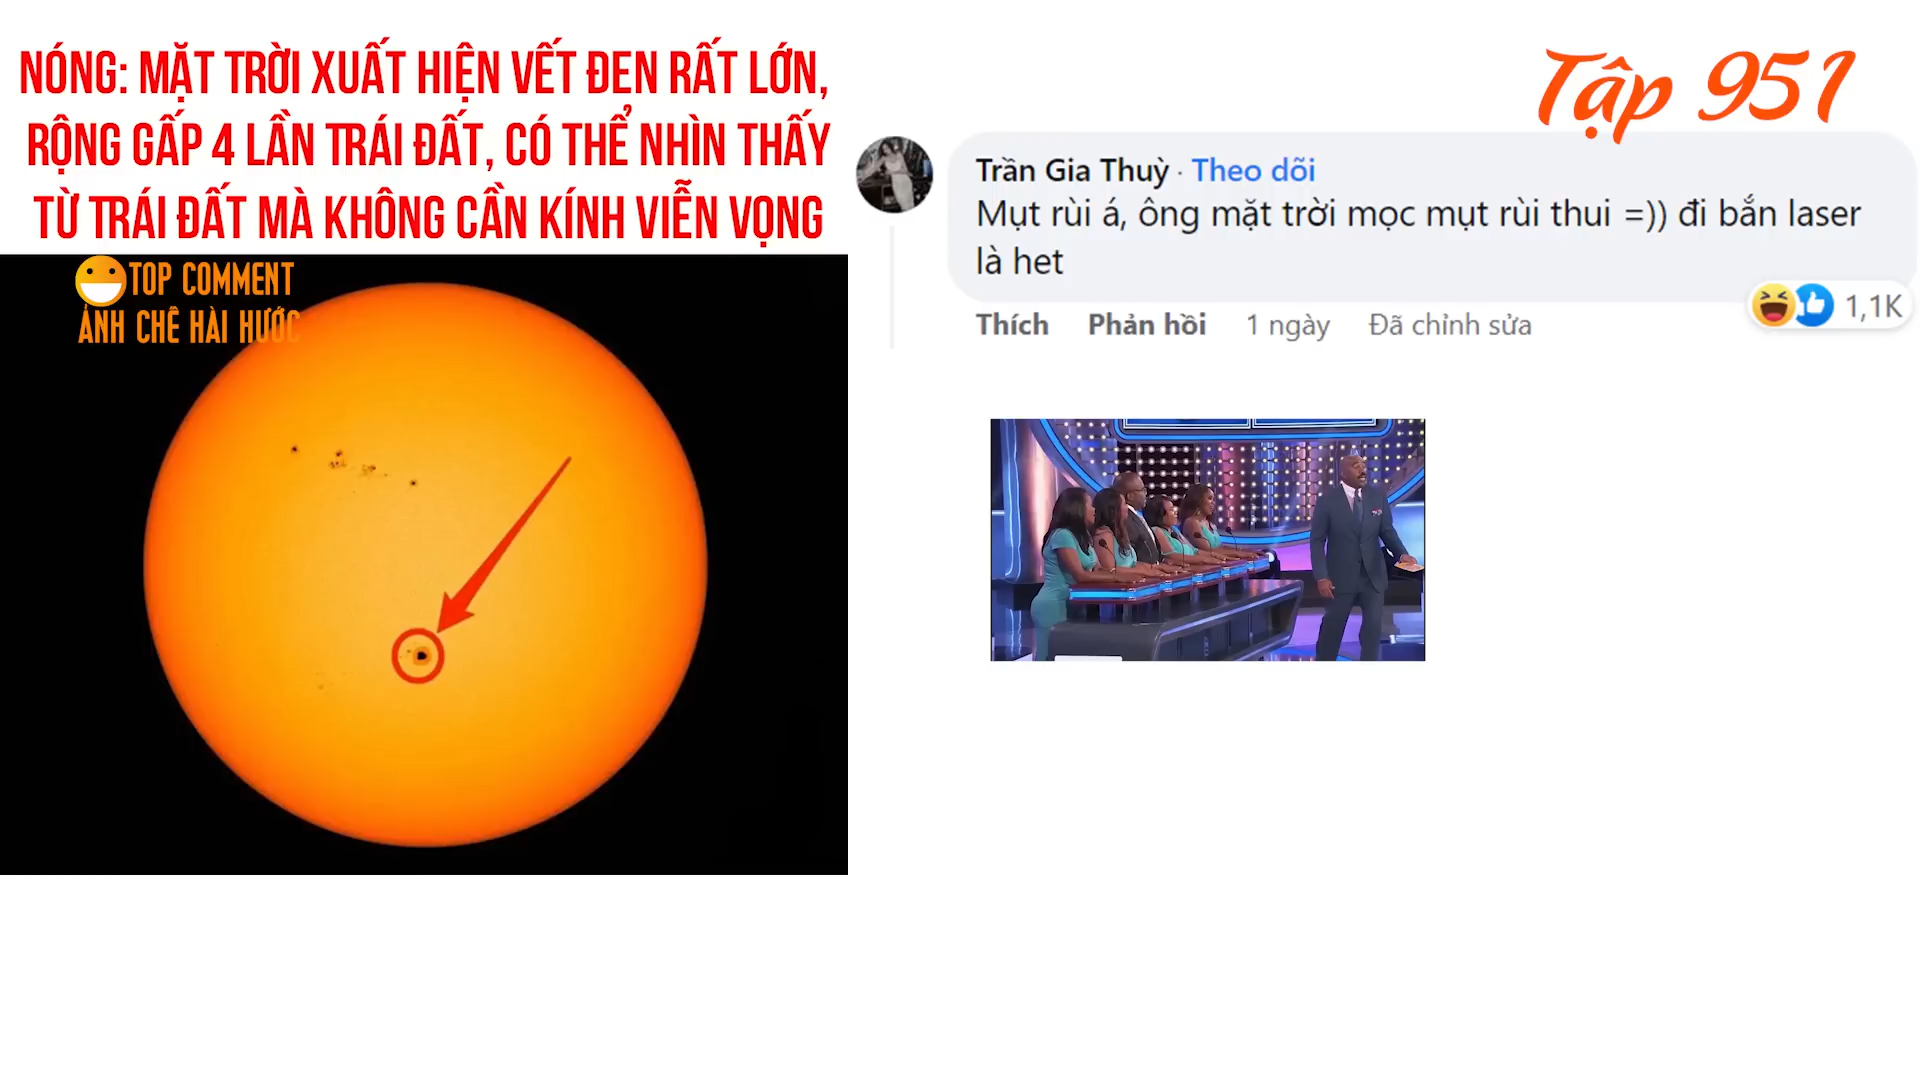 NÓNG: MẶT TRỜI XUẤT HIỆN VẾT ĐEN RẤT LỚN,
RỘNG GẤP 4 LẦN TRÁI ĐẤT, CÓ THỂ NHÌN THẤY
TỪ TRÁI ĐẤT MÀ KHÔNG CẦN KÍNH VIỄN VỌNG
TOP COMMENT
ẢNH CHẾ HÀI HƯỚC
Tập 951
Trần Gia Thuỳ · Theo dõi
Mụt rùi á, ông mặt trời mọc mụt rùi thui =)) đi bắn laser
là het
1,1K
Thích Phản hồi 1 ngày Đã chỉnh sửa